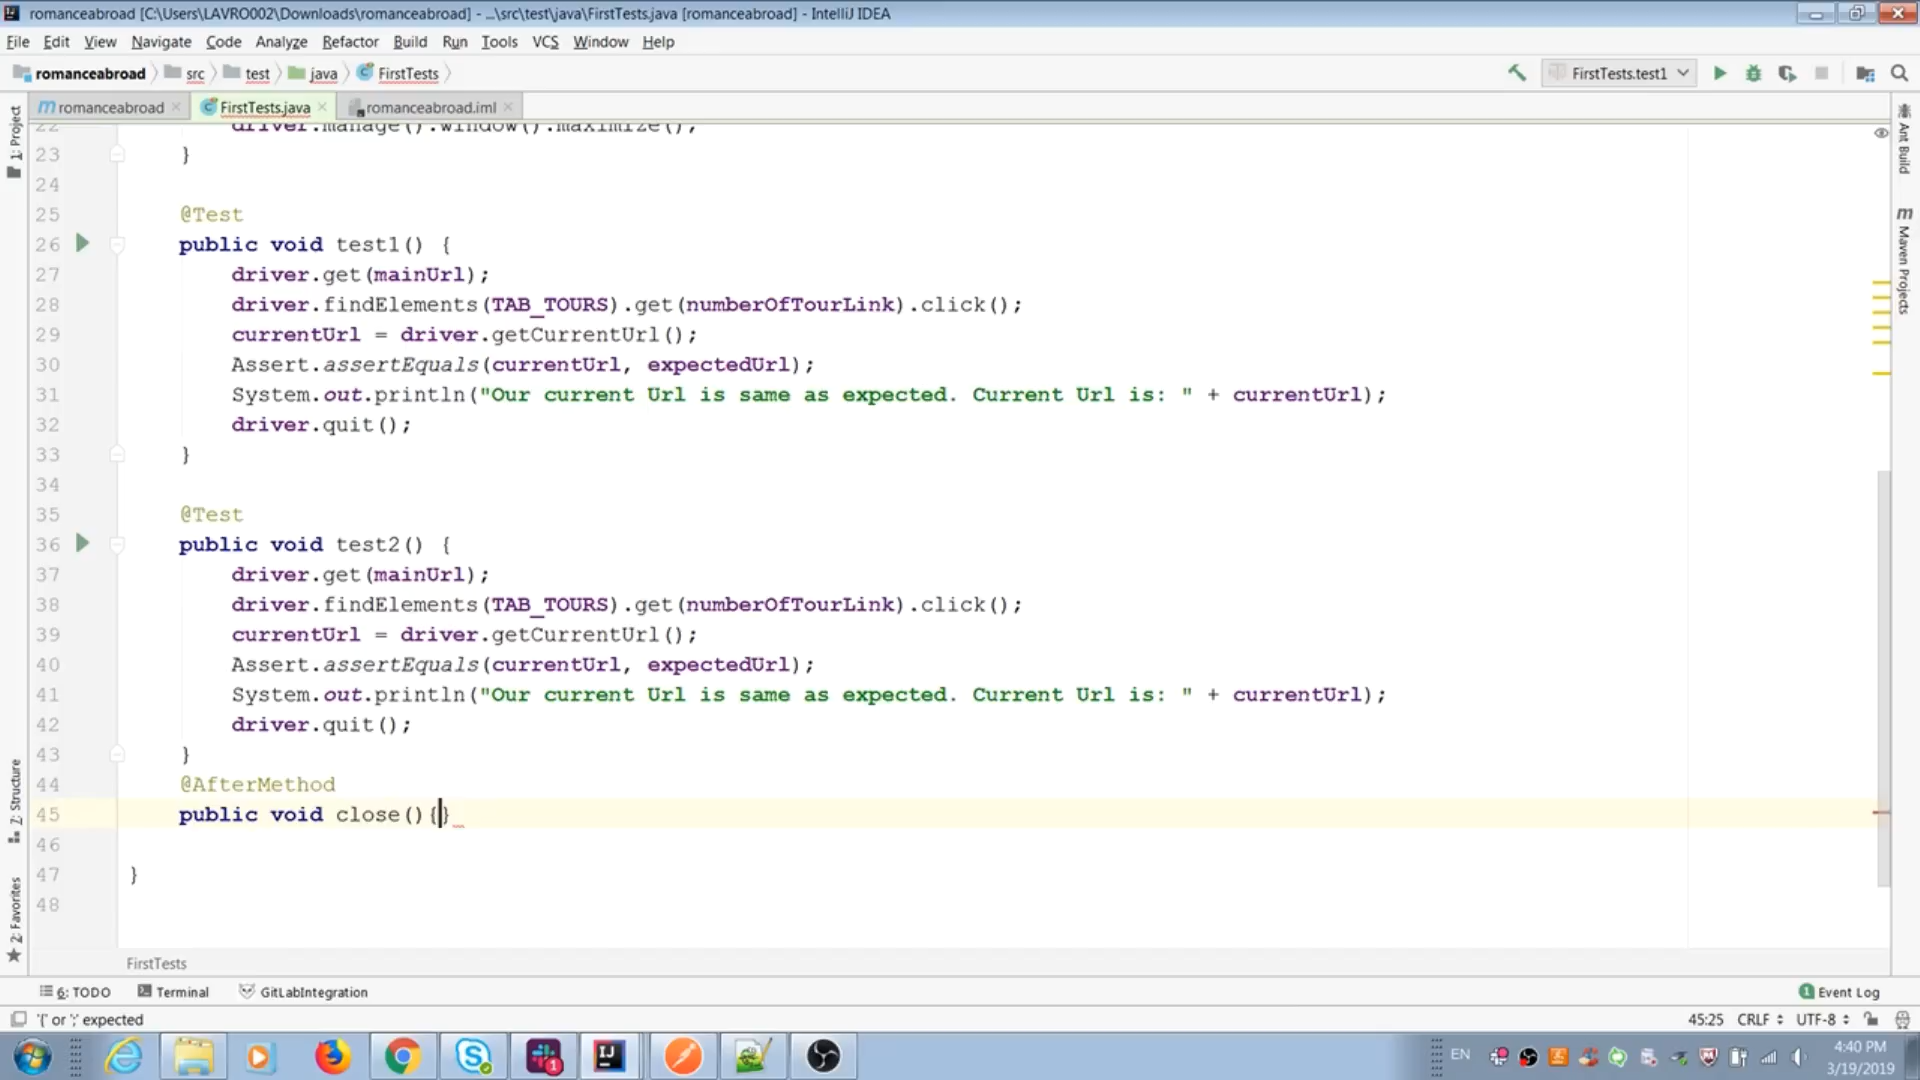 romanceabroad [C:\Users\LAVRO002\Downloads\romanceabroad] - ...\src\test\java\FirstTests.java [romanceabroad] - IntelliJ IDEA
File Edit View Navigate Code Analyze Refactor Build Run Tools VCS Window Help
romanceabroad src test java FirstTests FirstTests.test1
romanceabroad FirstTests.java romanceabroad.iml
1: Project
Ant Build
Maven Projects
22 driver.manage().window().maximize();
23 }
24
25 @Test
26 public void test1() {
27 driver.get(mainUrl);
28 driver.findElements(TAB_TOURS).get(numberOfTourLink).click();
29 currentUrl = driver.getCurrentUrl();
30 Assert.assertEquals(currentUrl, expectedUrl);
31 System.out.println("Our current Url is same as expected. Current Url is: " + currentUrl);
32 driver.quit();
33 }
34
35 @Test
36 public void test2() {
37 driver.get(mainUrl);
38 driver.findElements(TAB_TOURS).get(numberOfTourLink).click();
39 currentUrl = driver.getCurrentUrl();
40 Assert.assertEquals(currentUrl, expectedUrl);
41 System.out.println("Our current Url is same as expected. Current Url is: " + currentUrl);
42 driver.quit();
43 }
44 @AfterMethod
45 public void close(){}
46
47 }
48
7: Structure
2: Favorites
FirstTests
6: TODO Terminal GitLabIntegration 1 Event Log
'{' or ';' expected 45:25 CRLF UTF-8
EN 4:40 PM
3/19/2019